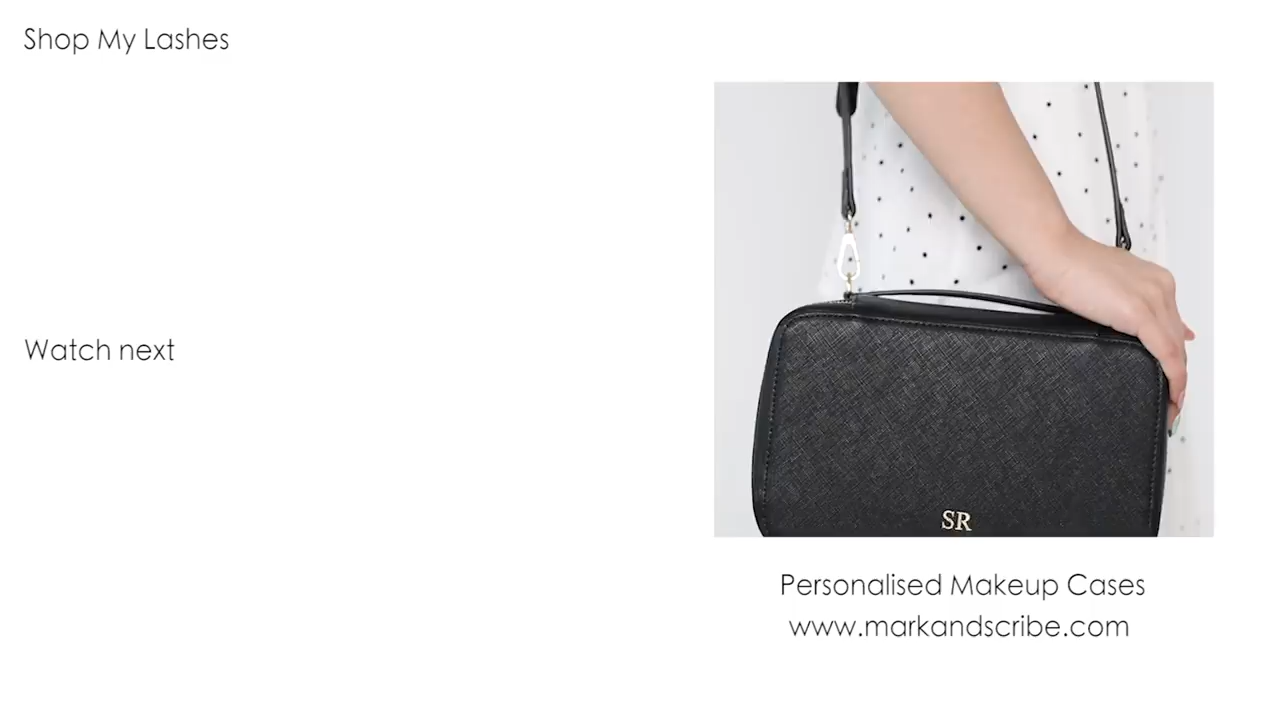 Shop My Lashes
Watch next
SR
Personalised Makeup Cases
www.markandscribe.com